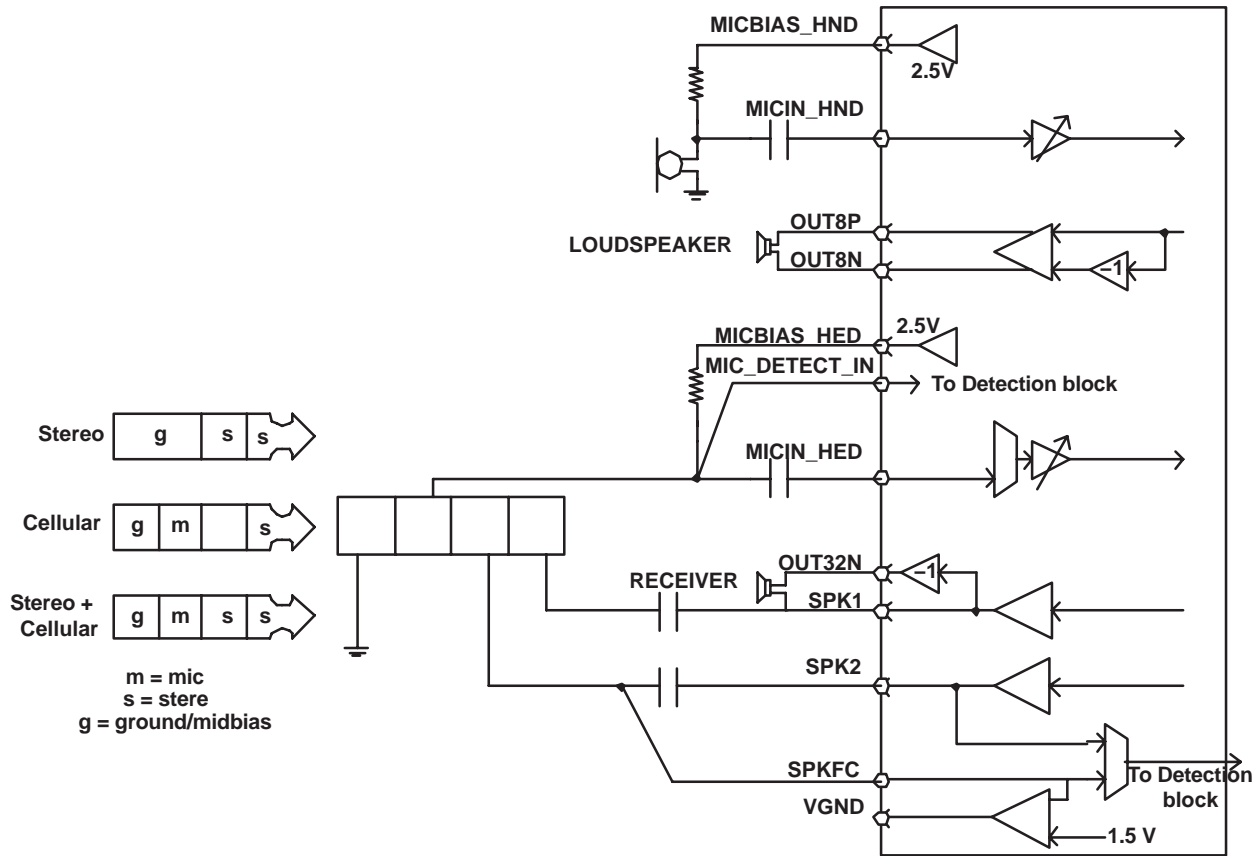 MICBIAS_HND
2.5V
MICIN_HND
OUT8P
LOUDSPEAKER
OUT8N
−1
MICBIAS_HED
2.5V
MIC_DETECT_IN
To Detection block
Stereo
g
s
s
MICIN_HED
Cellular
g
m
s
OUT32N
−1
RECEIVER
SPK1
Stereo +
Cellular
g
m
s
s
SPK2
m = mic
s = stere
g = ground/midbias
SPKFC
To Detection
block
VGND
1.5 V